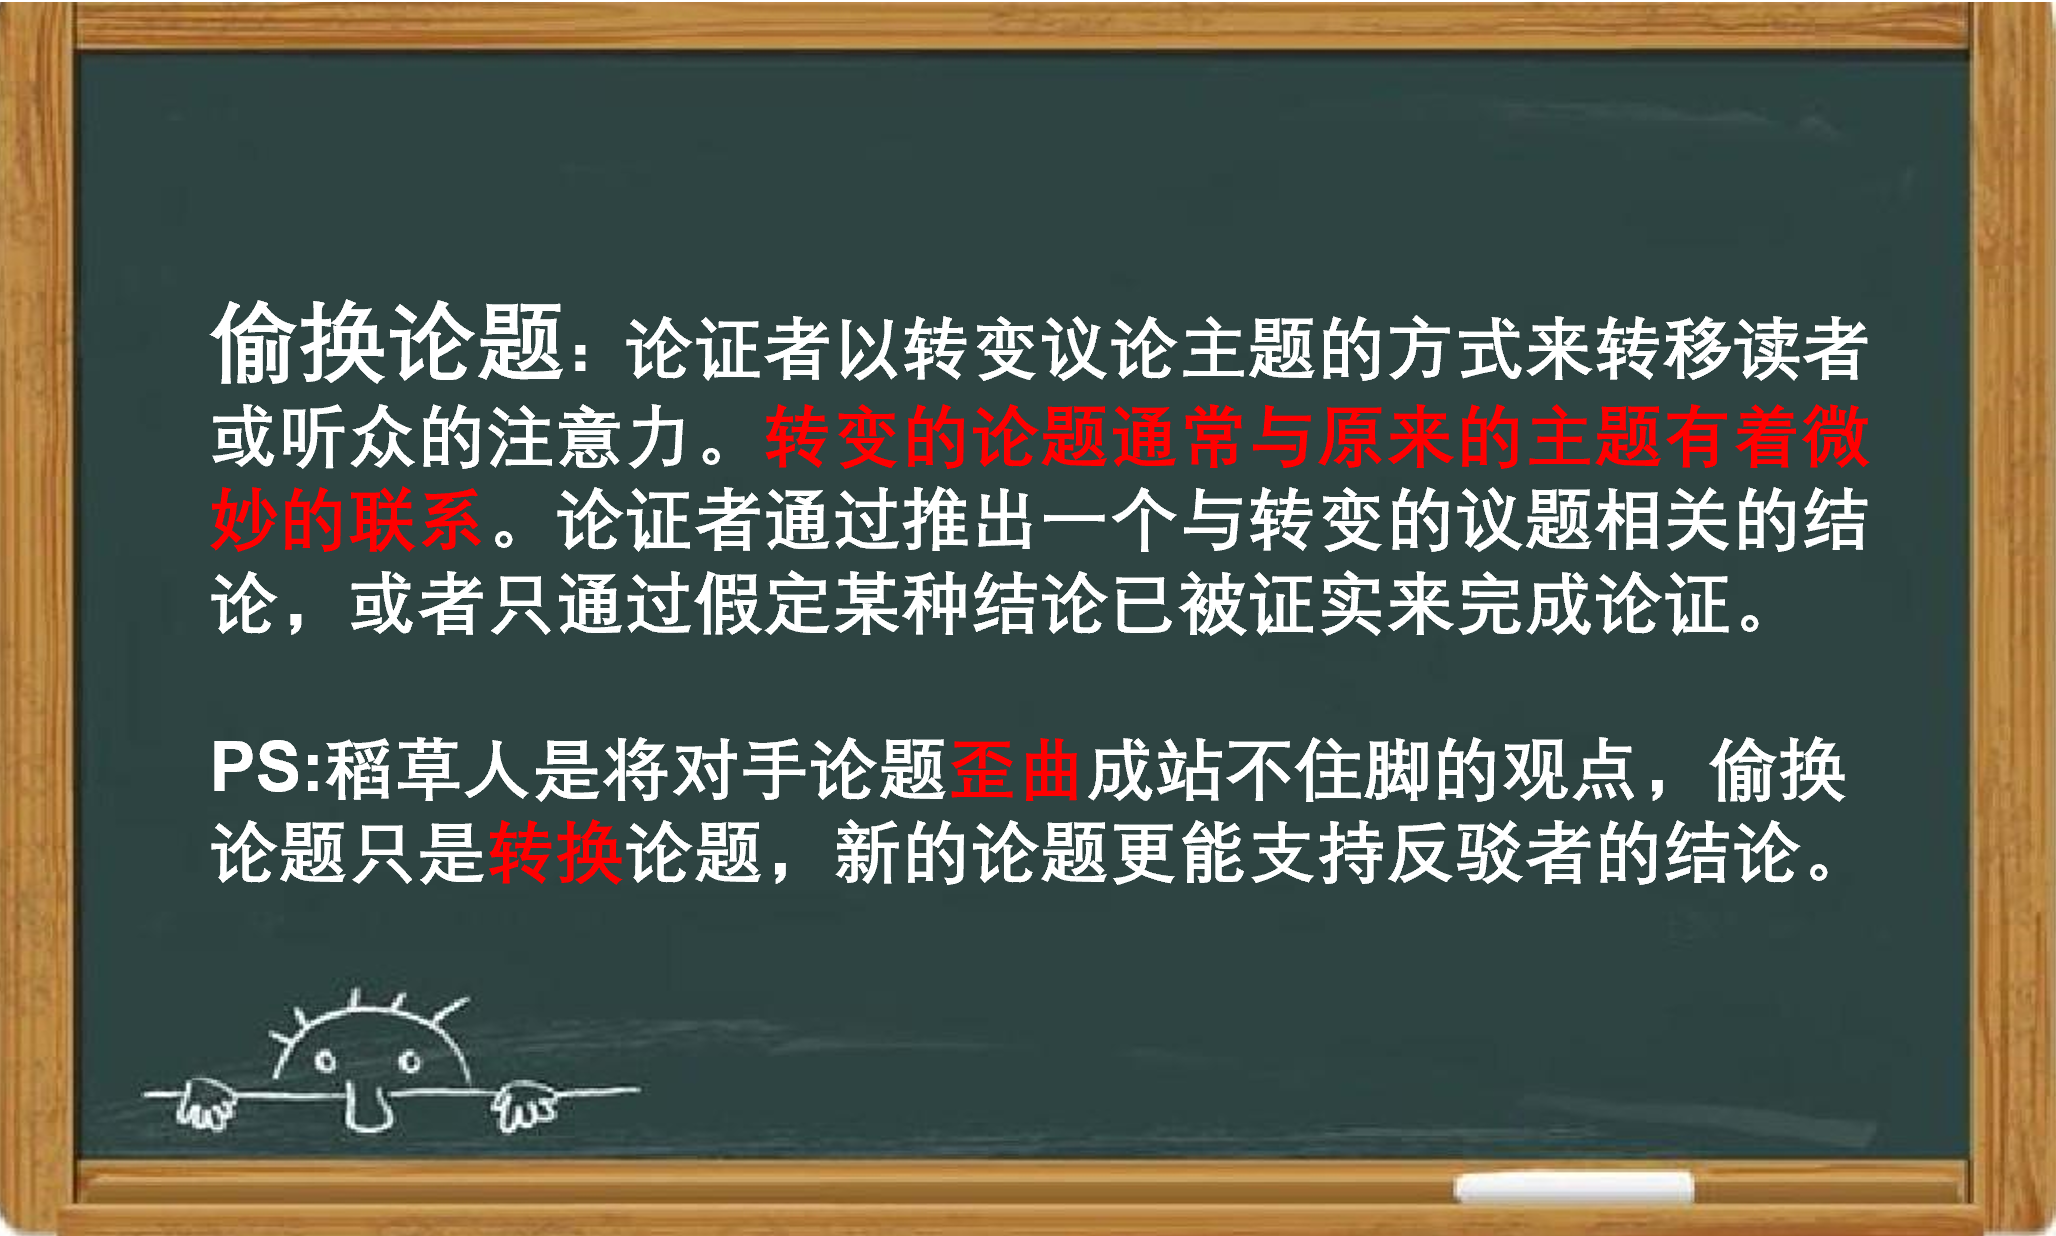 偷换论题：论证者以转变议论主题的方式来转移读者
或听众的注意力。转变的论题通常与原来的主题有着微
妙的联系。论证者通过推出一个与转变的议题相关的结
论，或者只通过假定某种结论已被证实来完成论证。
PS:稻草人是将对手论题歪曲成站不住脚的观点，偷换
论题只是转换论题，新的论题更能支持反驳者的结论。